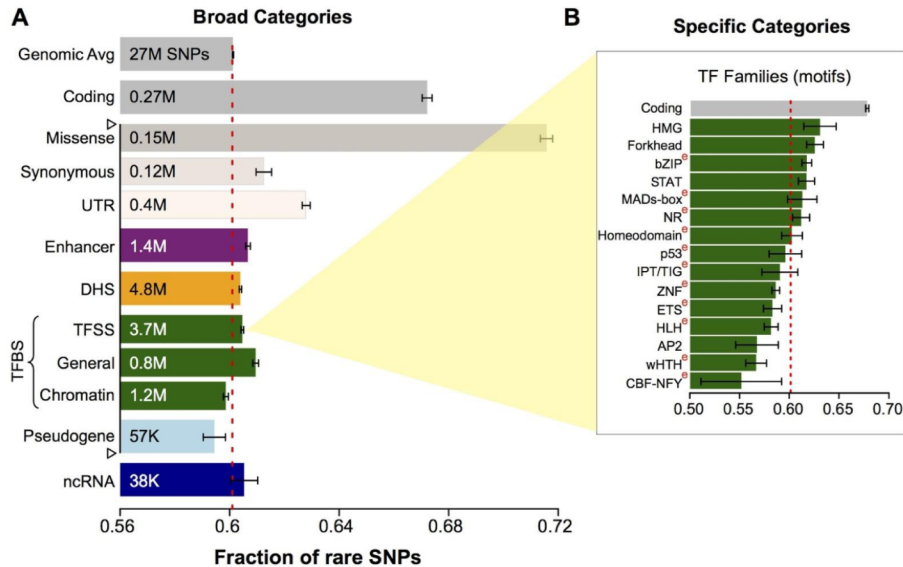 A
Broad Categories
Genomic Avg 27M SNPs
Coding 0.27M
Missense 0.15M
Synonymous 0.12M
UTR 0.4M
Enhancer 1.4M
DHS 4.8M
TFBS
TFSS 3.7M
General 0.8M
Chromatin 1.2M
Pseudogene 57K
ncRNA 38K
0.56 0.6 0.64 0.68 0.72
Fraction of rare SNPs
B
Specific Categories
TF Families (motifs)
Coding
HMG
Forkhead
bZIP e
STAT
MADs-box e
NR e
Homeodomain e
p53 e
IPT/TIG e
ZNF e
ETS e
HLH e
AP2
wHTH e
CBF-NFY e
0.50 0.55 0.60 0.65 0.70